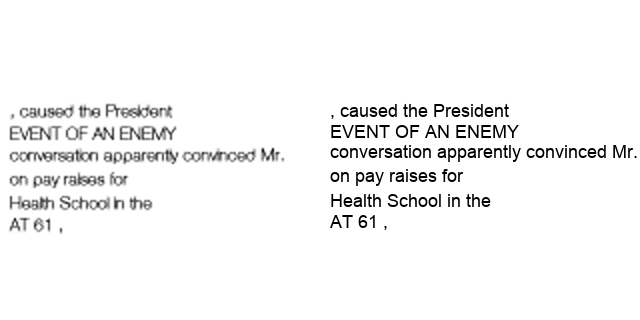 , caused the President
EVENT OF AN ENEMY
conversation apparently convinced Mr.
on pay raises for
Health School in the
AT 61 ,
, caused the President
EVENT OF AN ENEMY
conversation apparently convinced Mr.
on pay raises for
Health School in the
AT 61 ,